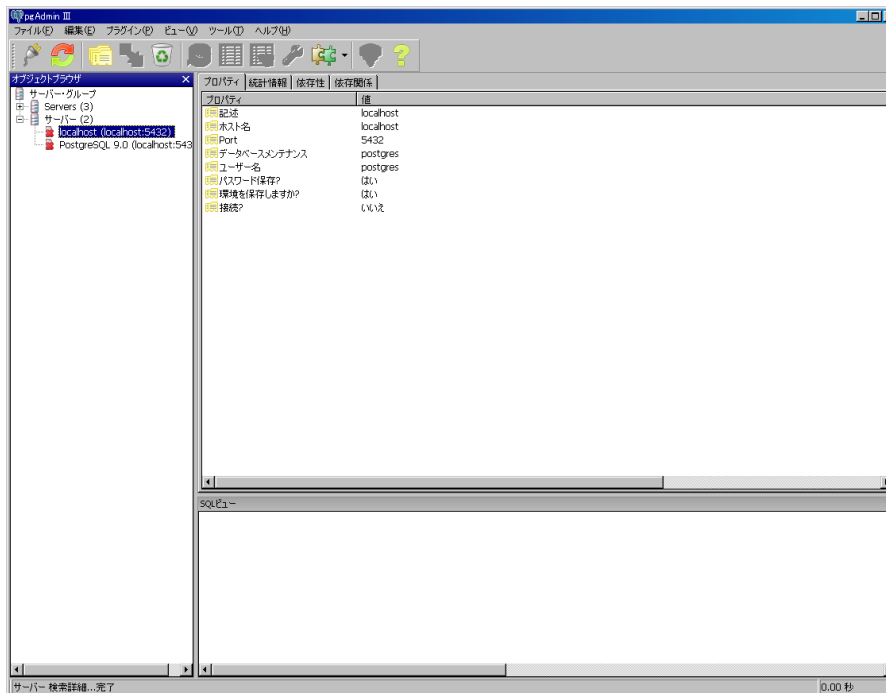 pgAdmin III
ファイル(F) 編集(E) プラグイン(P) ビュー(V) ツール(T) ヘルプ(H)
オブジェクトブラウザ
サーバー・グループ
Servers (3)
サーバー (2)
localhost (localhost:5432)
PostgreSQL 9.0 (localhost:543
プロパティ 統計情報 依存性 依存関係
プロパティ 値
記述 localhost
ホスト名 localhost
Port 5432
データベースメンテナンス postgres
ユーザー名 postgres
パスワード保存? はい
環境を保存しますか? はい
接続? いいえ
SQLビュー
サーバー 検索詳細...完了 0.00 秒